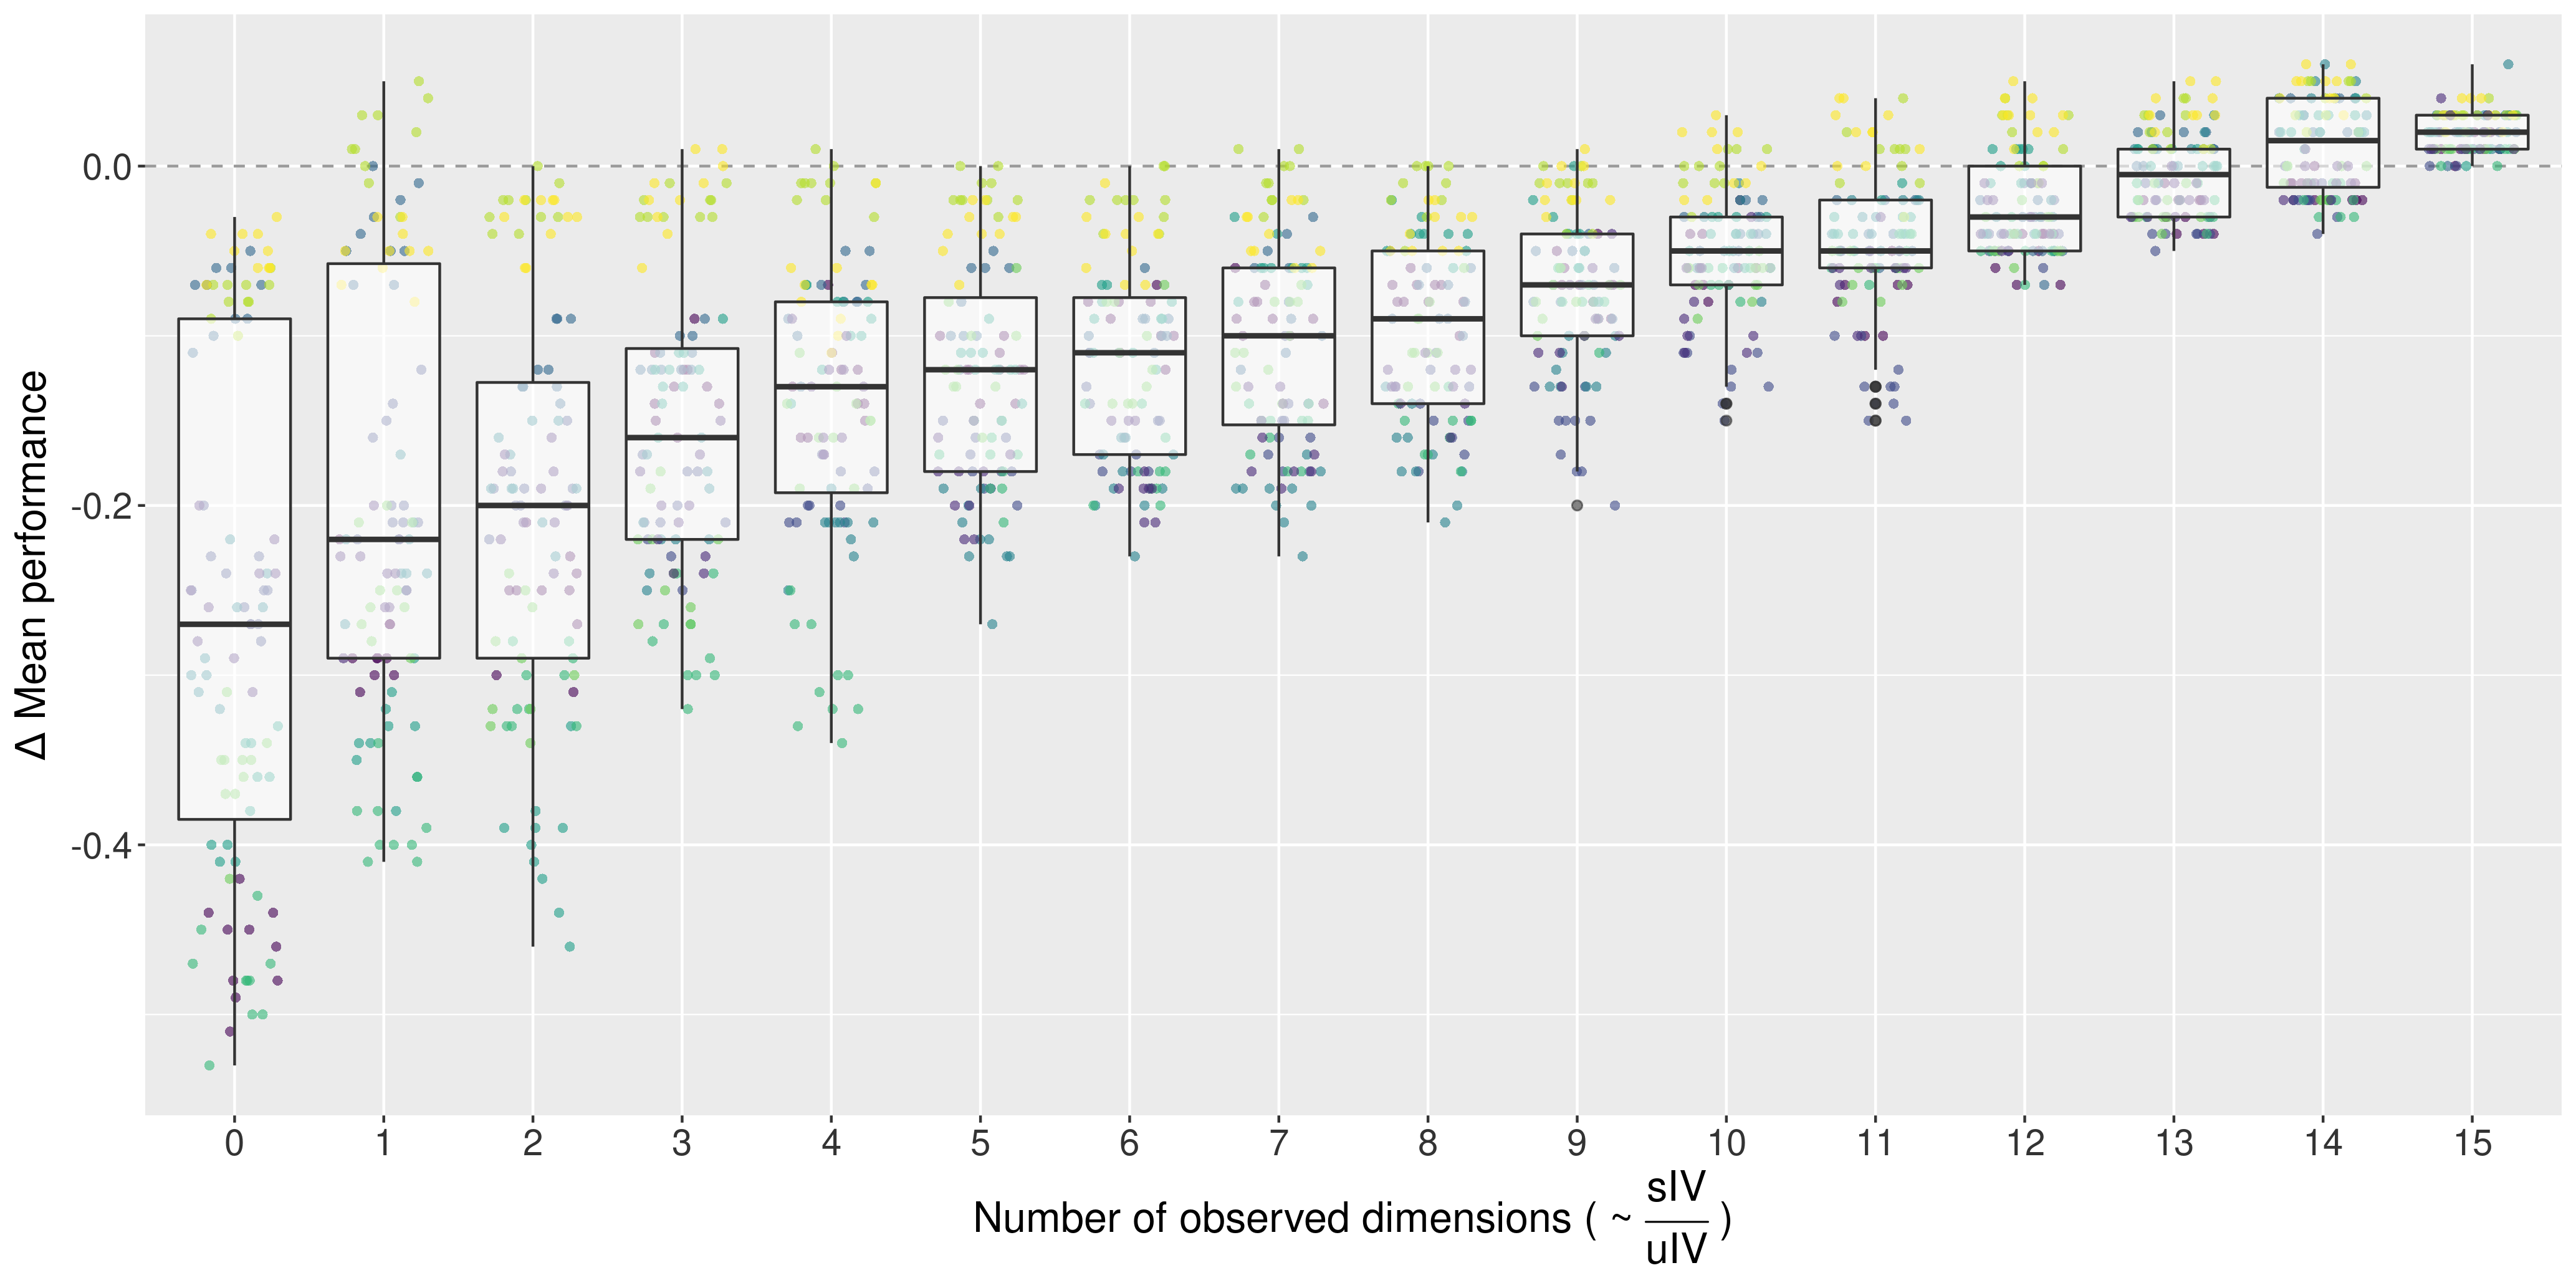 Δ Mean performance
0.0
-0.2
-0.4
0 1 2 3 4 5 6 7 8 9 10 11 12 13 14 15
Number of observed dimensions ( ~ sIV / uIV )